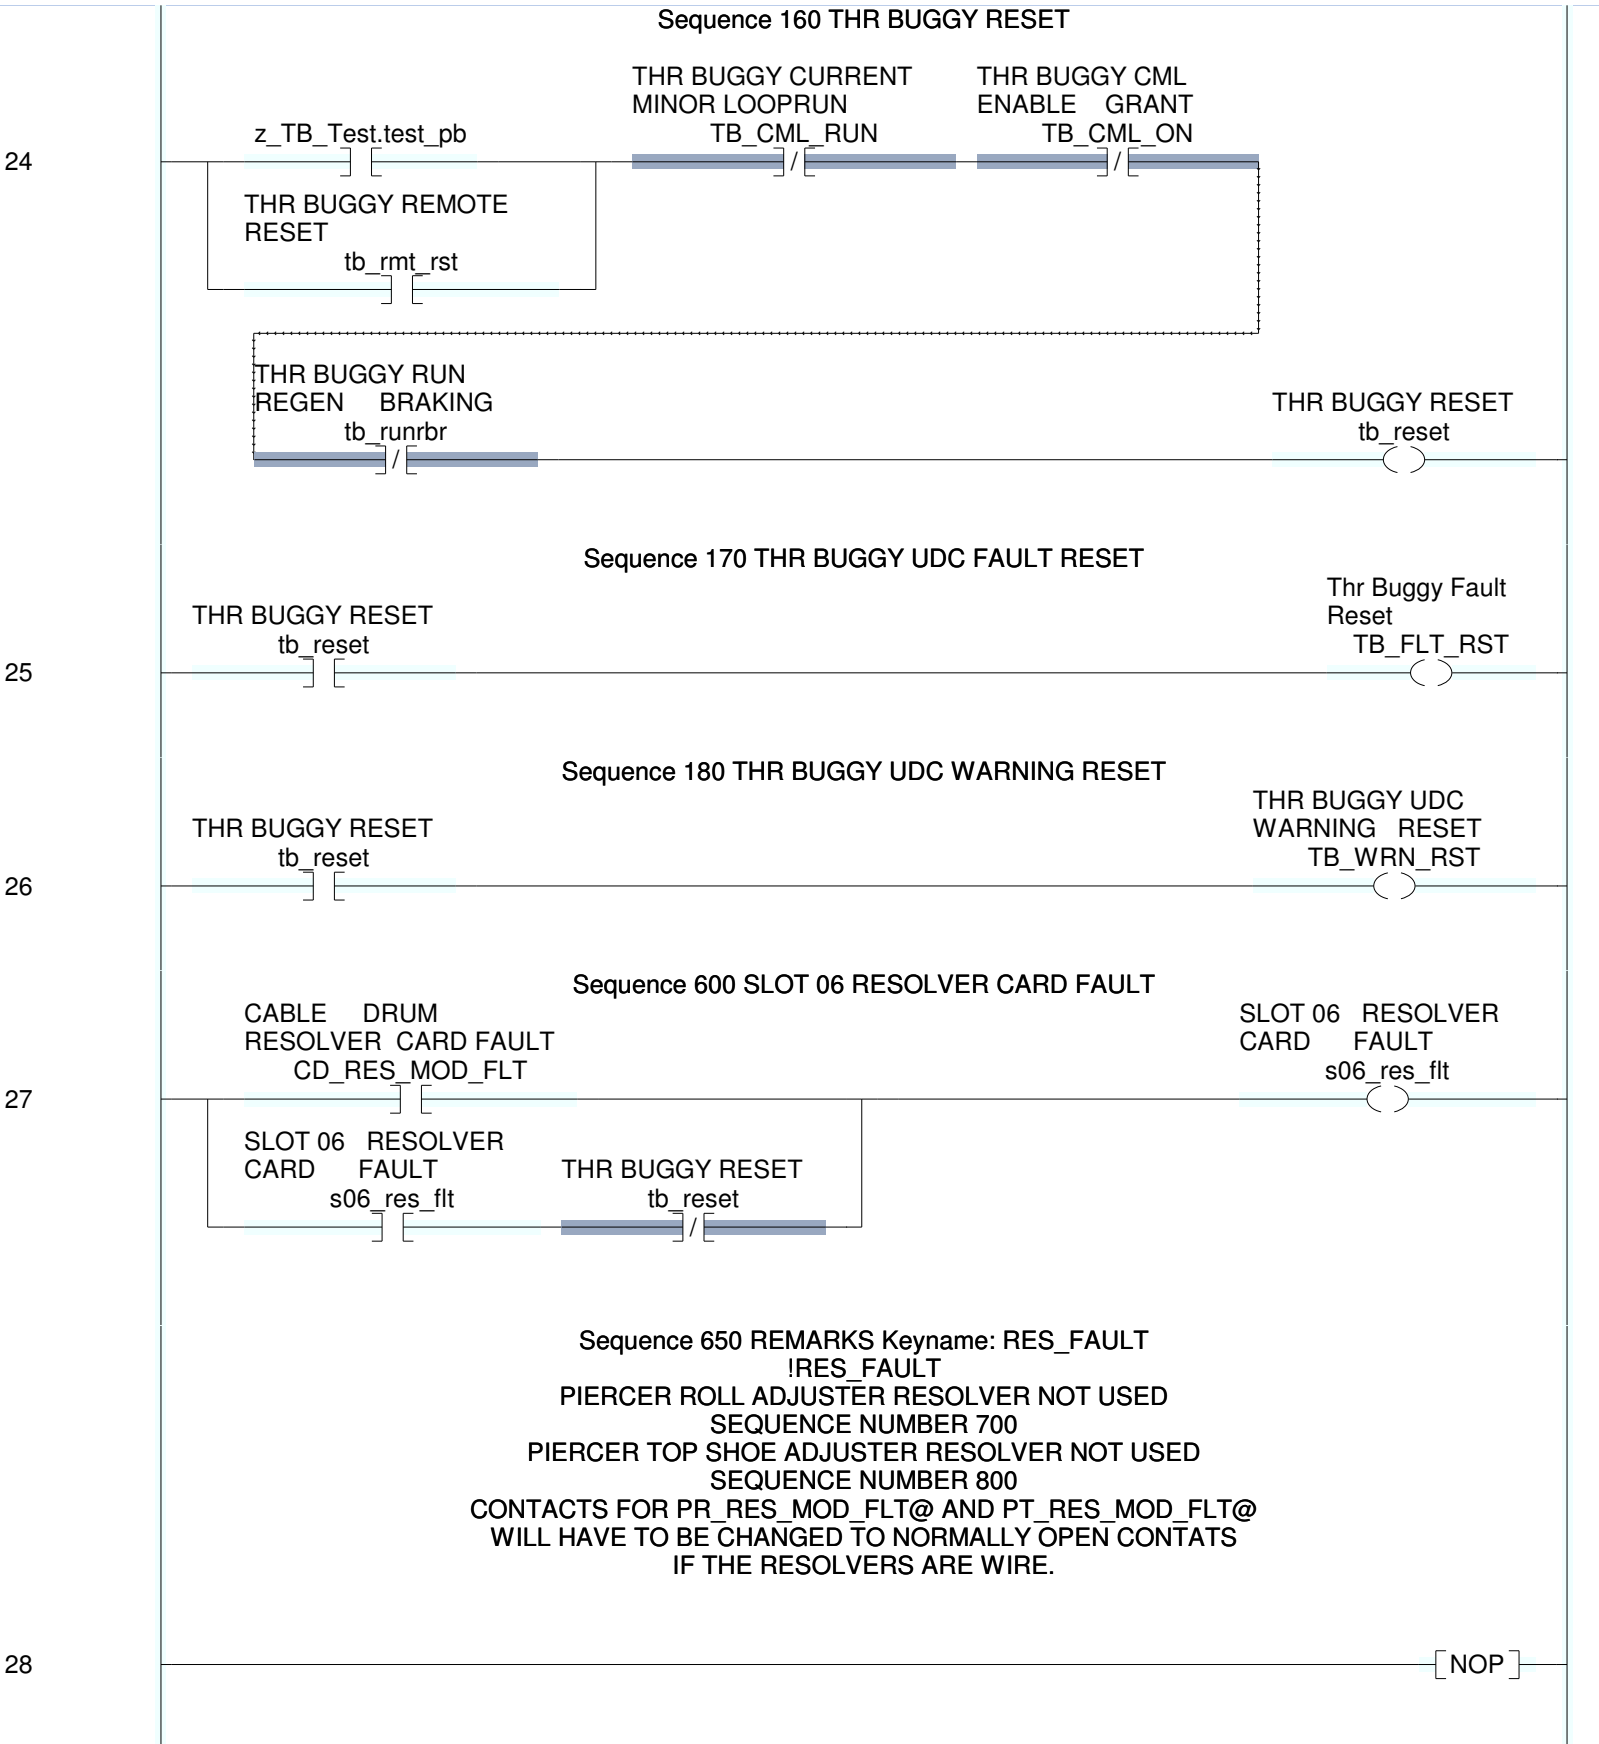 Sequence 160 THR BUGGY RESET
24
z_TB_Test.test_pb
THR BUGGY CURRENT
MINOR LOOPRUN
TB_CML_RUN
/
THR BUGGY CML
ENABLE GRANT
TB_CML_ON
/
THR BUGGY REMOTE
RESET
tb_rmt_rst
THR BUGGY RUN
REGEN BRAKING
tb_runrbr
/
THR BUGGY RESET
tb_reset
Sequence 170 THR BUGGY UDC FAULT RESET
25
THR BUGGY RESET
tb_reset
Thr Buggy Fault
Reset
TB_FLT_RST
Sequence 180 THR BUGGY UDC WARNING RESET
26
THR BUGGY RESET
tb_reset
THR BUGGY UDC
WARNING RESET
TB_WRN_RST
Sequence 600 SLOT 06 RESOLVER CARD FAULT
27
CABLE DRUM
RESOLVER CARD FAULT
CD_RES_MOD_FLT
SLOT 06 RESOLVER
CARD FAULT
s06_res_flt
SLOT 06 RESOLVER
CARD FAULT
s06_res_flt
THR BUGGY RESET
tb_reset
/
Sequence 650 REMARKS Keyname: RES_FAULT
!RES_FAULT
PIERCER ROLL ADJUSTER RESOLVER NOT USED
SEQUENCE NUMBER 700
PIERCER TOP SHOE ADJUSTER RESOLVER NOT USED
SEQUENCE NUMBER 800
CONTACTS FOR PR_RES_MOD_FLT@ AND PT_RES_MOD_FLT@
WILL HAVE TO BE CHANGED TO NORMALLY OPEN CONTATS
IF THE RESOLVERS ARE WIRE.
28
NOP